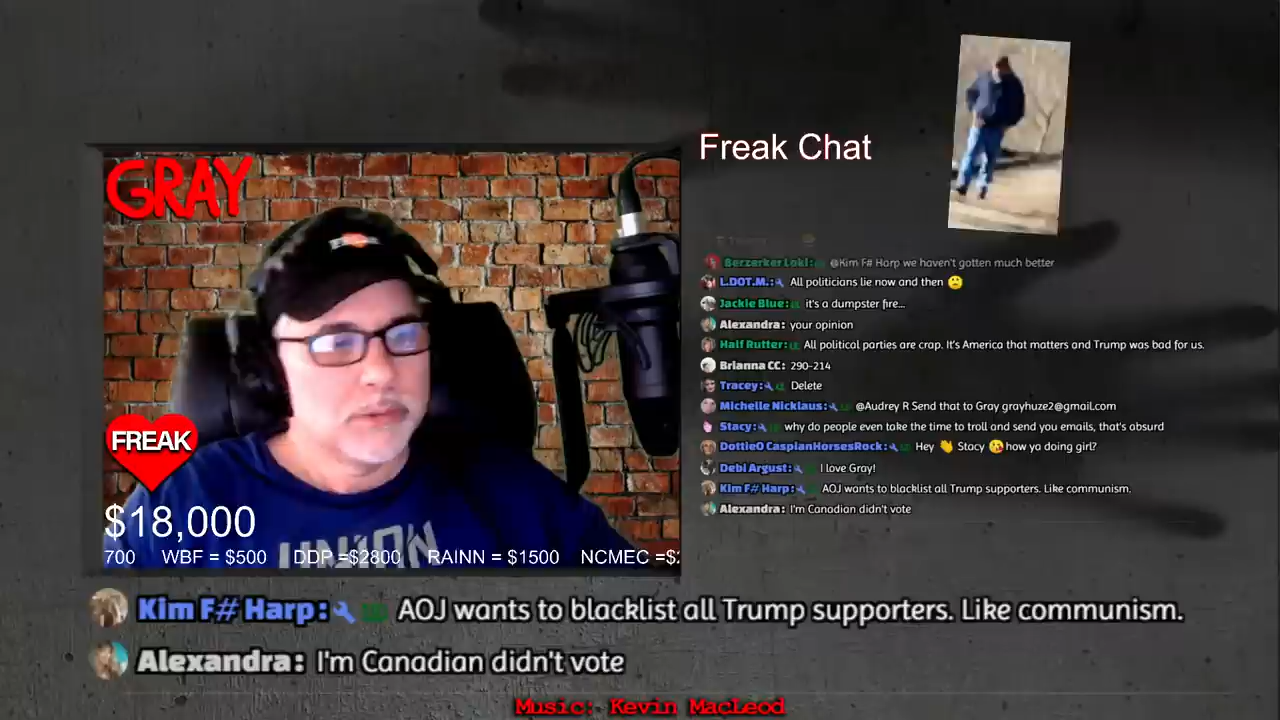 GRAY
Freak Chat
Berzerker Loki: @Kim F# Harp we haven't gotten much better
L.DOT.M.: All politicians lie now and then
Jackie Blue: it's a dumpster fire...
Alexandra: your opinion
Half Rutter: All political parties are crap. It's America that matters and Trump was bad for us.
Brianna CC: 290-214
Tracey: Delete
Michelle Nicklaus: @Audrey R Send that to Gray grayhuze2@gmail.com
Stacy: why do people even take the time to troll and send you emails, that's absurd
DottieO CaspianHorsesRock: Hey Stacy how ya doing girl?
Debi Argust: I love Gray!
Kim F# Harp: AOJ wants to blacklist all Trump supporters. Like communism.
Alexandra: I'm Canadian didn't vote
FREAK
$18,000
UNION
700 WBF = $500 DDP =$2800 RAINN = $1500 NCMEC =$2
Kim F# Harp: AOJ wants to blacklist all Trump supporters. Like communism.
Alexandra: I'm Canadian didn't vote
Music: Kevin MacLeod